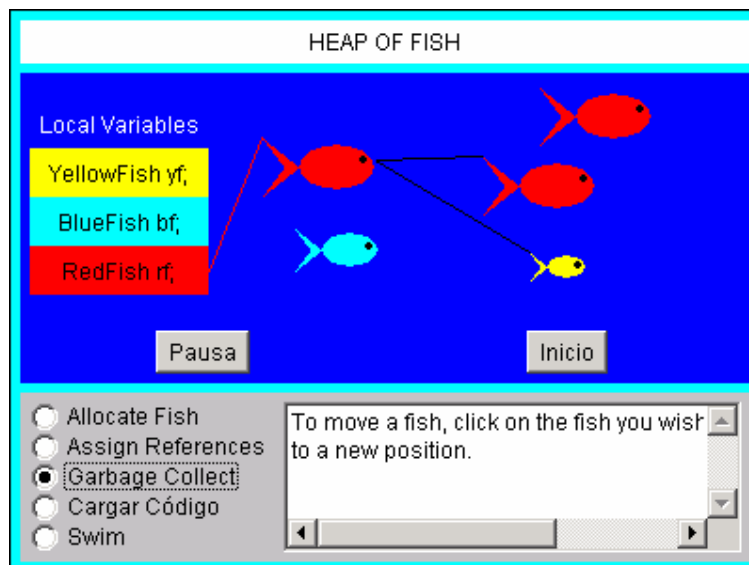 HEAP OF FISH
Local Variables
YellowFish yf;
BlueFish bf;
RedFish rf;
Pausa
Inicio
Allocate Fish
Assign References
Garbage Collect
Cargar Código
Swim
To move a fish, click on the fish you wish
to a new position.